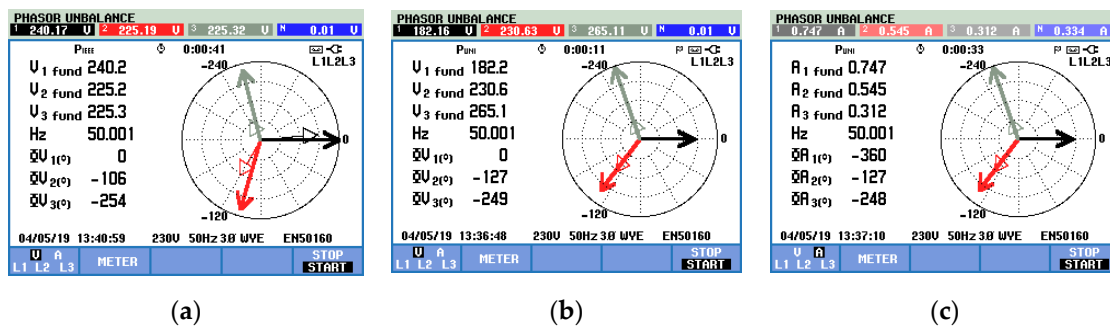 PHASOR UNBALANCE
1 240.17 V 2 225.19 V 3 225.32 V N 0.01 V
PIEEE 0:00:41
L1L2L3
V1 fund 240.2
V2 fund 225.2
V3 fund 225.3
Hz 50.001
ΦV1(°) 0
ΦV2(°) -106
ΦV3(°) -254
-240
0
-120
04/05/19 13:40:59 230V 50Hz 3Ø WYE EN50160
V A
L1 L2 L3 METER STOP
START
(a)
PHASOR UNBALANCE
1 182.16 V 2 230.63 V 3 265.11 V N 0.01 V
PUNI 0:00:11 P
L1L2L3
V1 fund 182.2
V2 fund 230.6
V3 fund 265.1
Hz 50.001
ΦV1(°) 0
ΦV2(°) -127
ΦV3(°) -249
-240
0
-120
04/05/19 13:36:48 230V 50Hz 3Ø WYE EN50160
V A
L1 L2 L3 METER STOP
START
(b)
PHASOR UNBALANCE
1 0.747 A 2 0.545 A 3 0.312 A N 0.334 A
PUNI 0:00:33 P
L1L2L3
A1 fund 0.747
A2 fund 0.545
A3 fund 0.312
Hz 50.001
ΦA1(°) -360
ΦA2(°) -127
ΦA3(°) -248
-240
0
-120
04/05/19 13:37:10 230V 50Hz 3Ø WYE EN50160
V A
L1 L2 L3 METER STOP
START
(c)